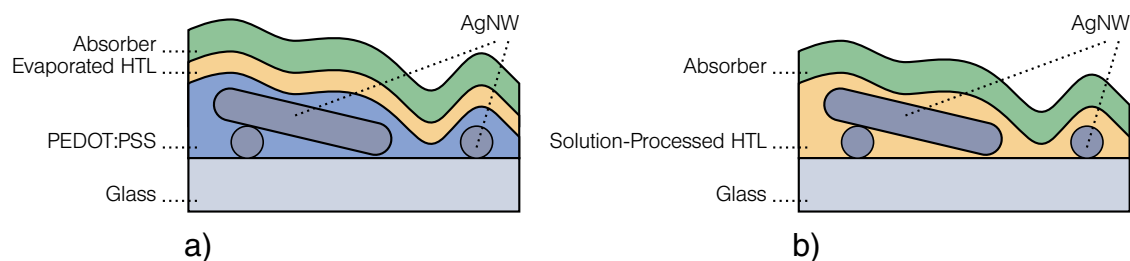 AgNW
Absorber
Evaporated HTL
PEDOT:PSS
Glass
a)
AgNW
Absorber
Solution-Processed HTL
Glass
b)